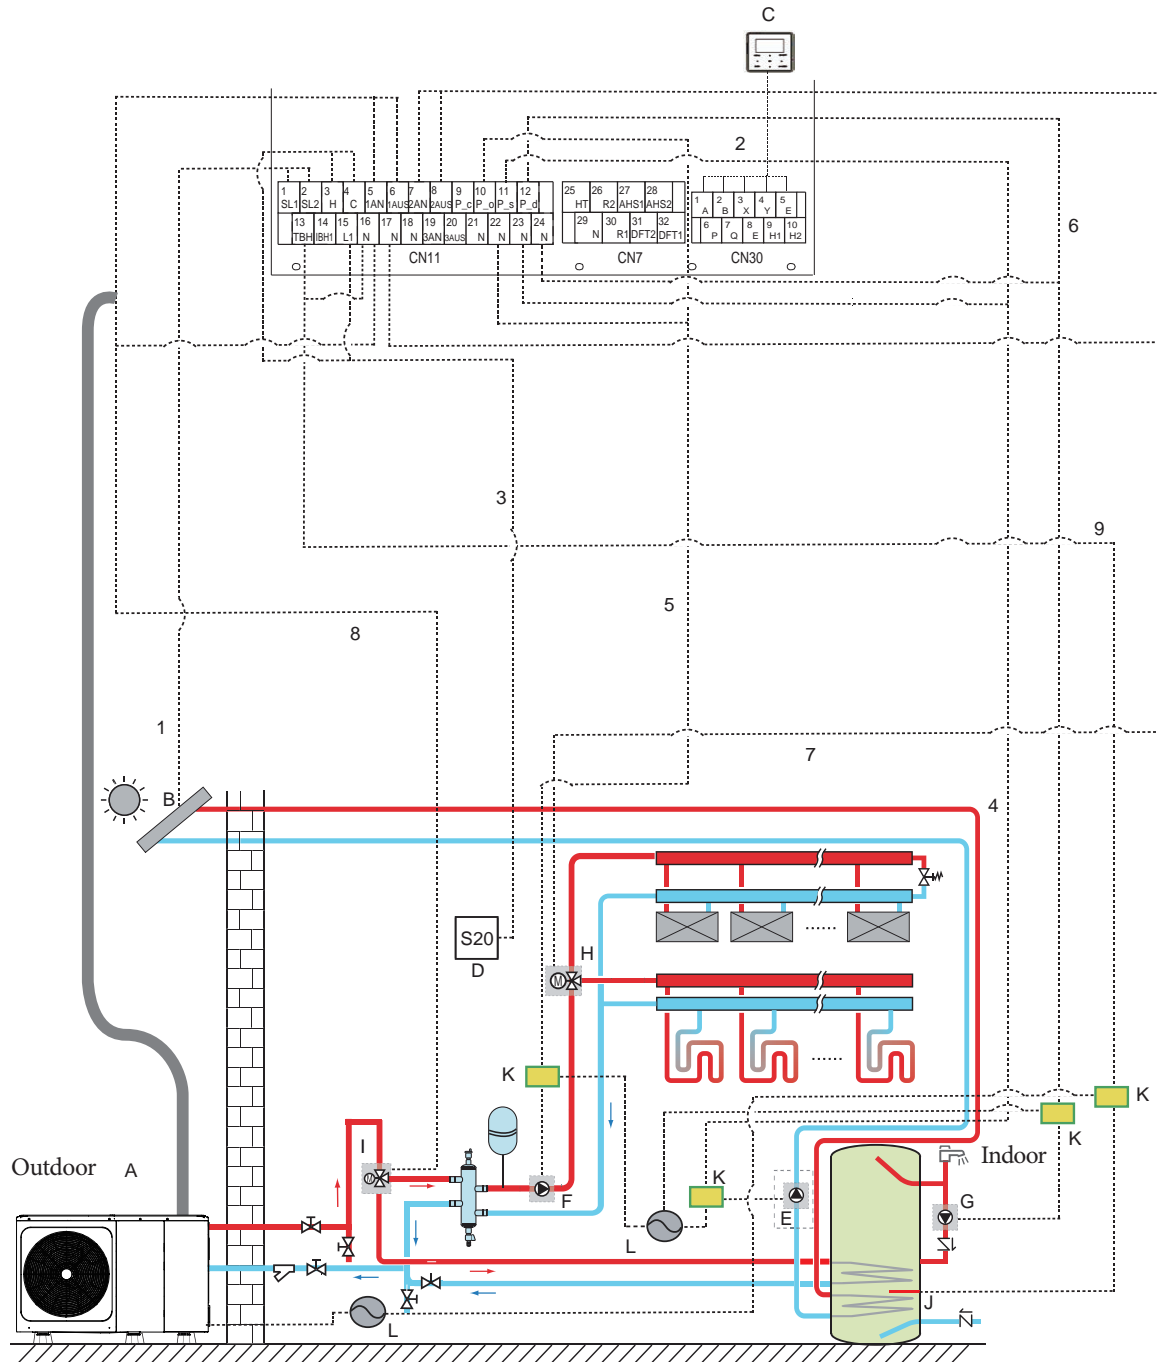 C
2
1 2 3 4 5 6 7 8 9 10 11 12
SL1 SL2 H C 1AN 1AUS 2AN 2AUS P_c P_o P_s P_d
13 14 15 16 17 18 19 20 21 22 23 24
TBH IBH1 L1 N N N 3AN 3AUS N N N N
CN11
25 26 27 28
HT R2 AHS1 AHS2
29 30 31 32
N R1 DFT2 DFT1
CN7
1 2 3 4 5
A B X Y E
6 7 8 9 10
P Q E H1 H2
CN30
6
3
9
5
8
1
7
B
4
S20
D
H
M
K
K
K
Outdoor A
I
M
Indoor
K
F
E
G
L
J
L